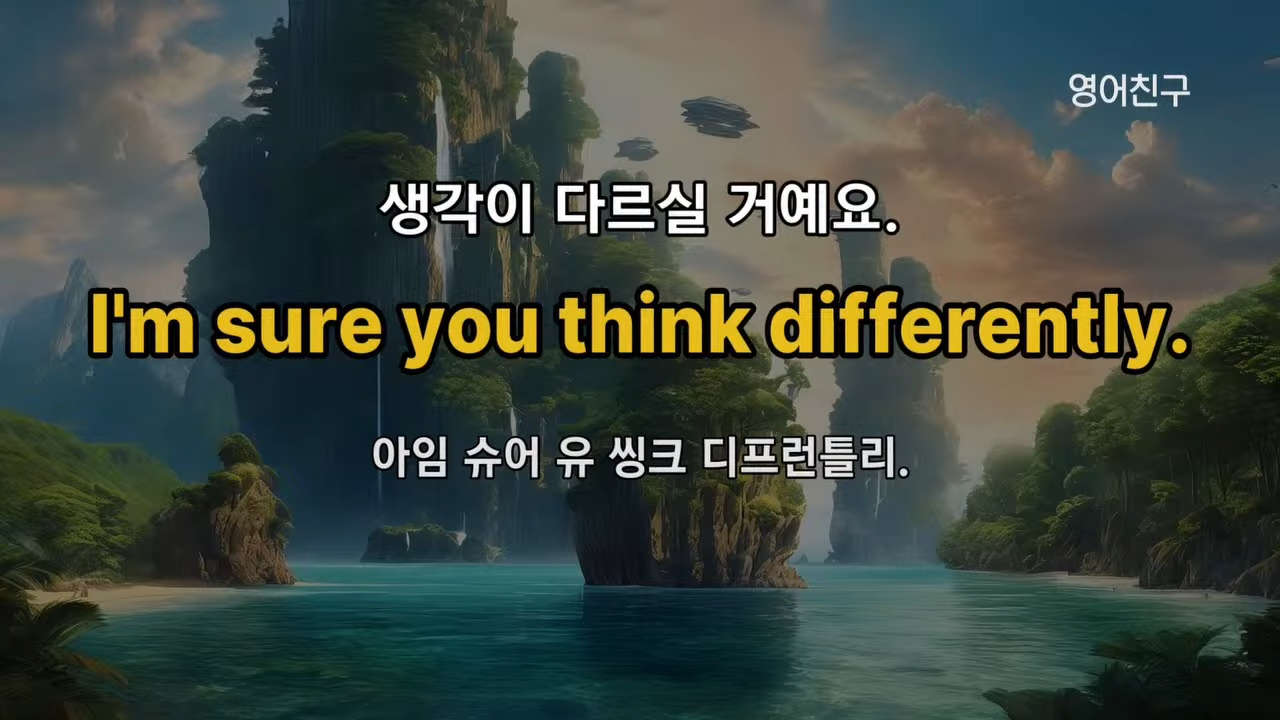 영어친구
생각이 다르실 거예요.
I'm sure you think differently.
아임 슈어 유 씽크 디프런틀리.